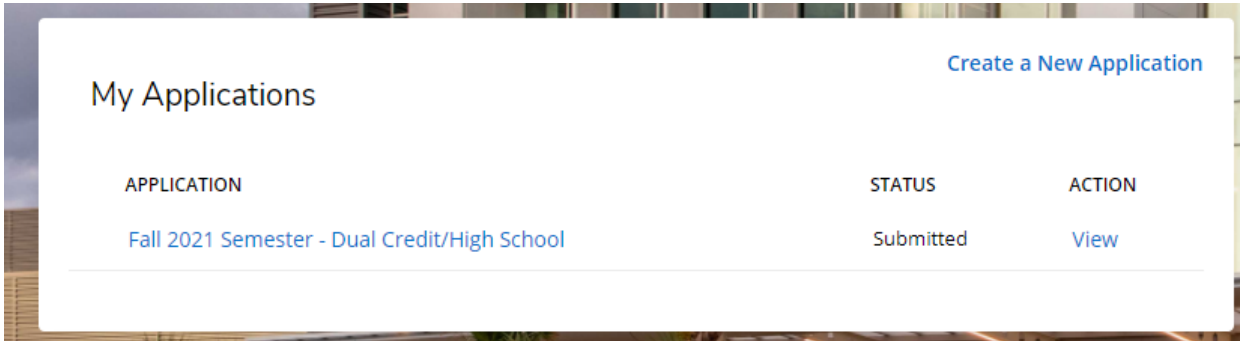 Create a New Application
My Applications
APPLICATION STATUS ACTION
Fall 2021 Semester - Dual Credit/High School Submitted View